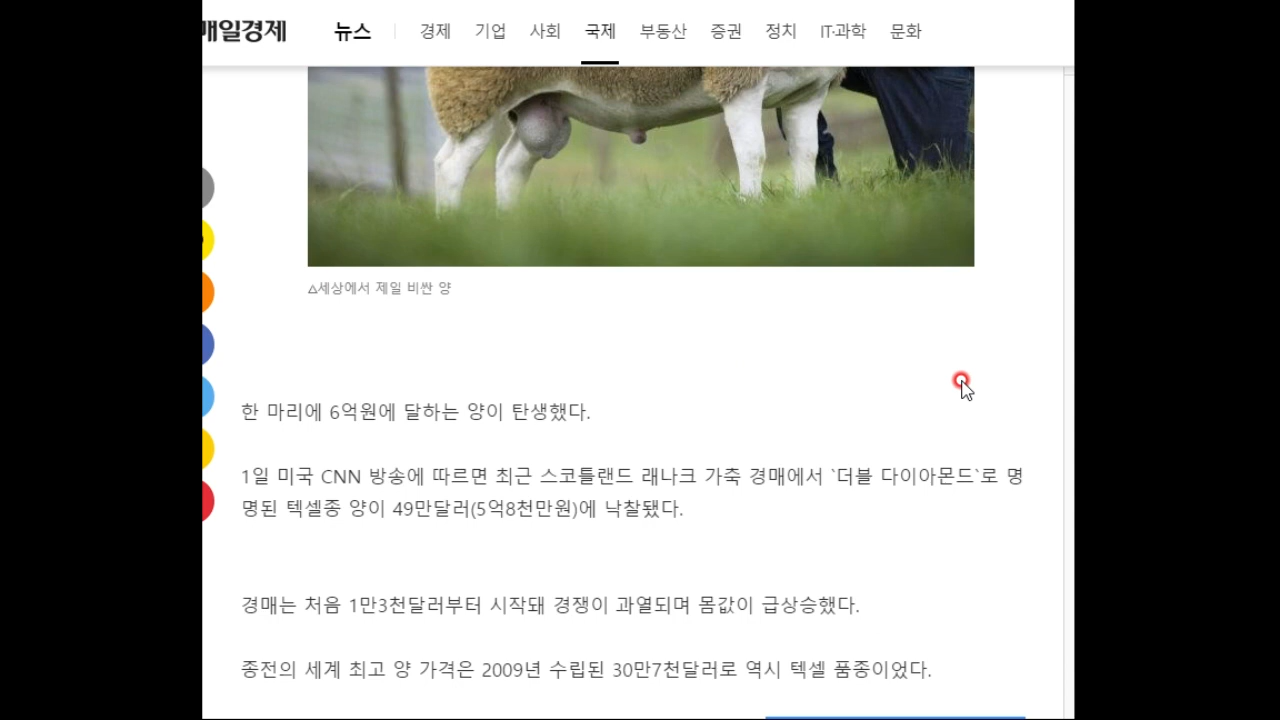 매일경제
뉴스 경제 기업 사회 국제 부동산 증권 정치 IT·과학 문화
△세상에서 제일 비싼 양
한 마리에 6억원에 달하는 양이 탄생했다.
1일 미국 CNN 방송에 따르면 최근 스코틀랜드 래나크 가축 경매에서 `더블 다이아몬드`로 명
명된 텍셀종 양이 49만달러(5억8천만원)에 낙찰됐다.
경매는 처음 1만3천달러부터 시작돼 경쟁이 과열되며 몸값이 급상승했다.
종전의 세계 최고 양 가격은 2009년 수립된 30만7천달러로 역시 텍셀 품종이었다.